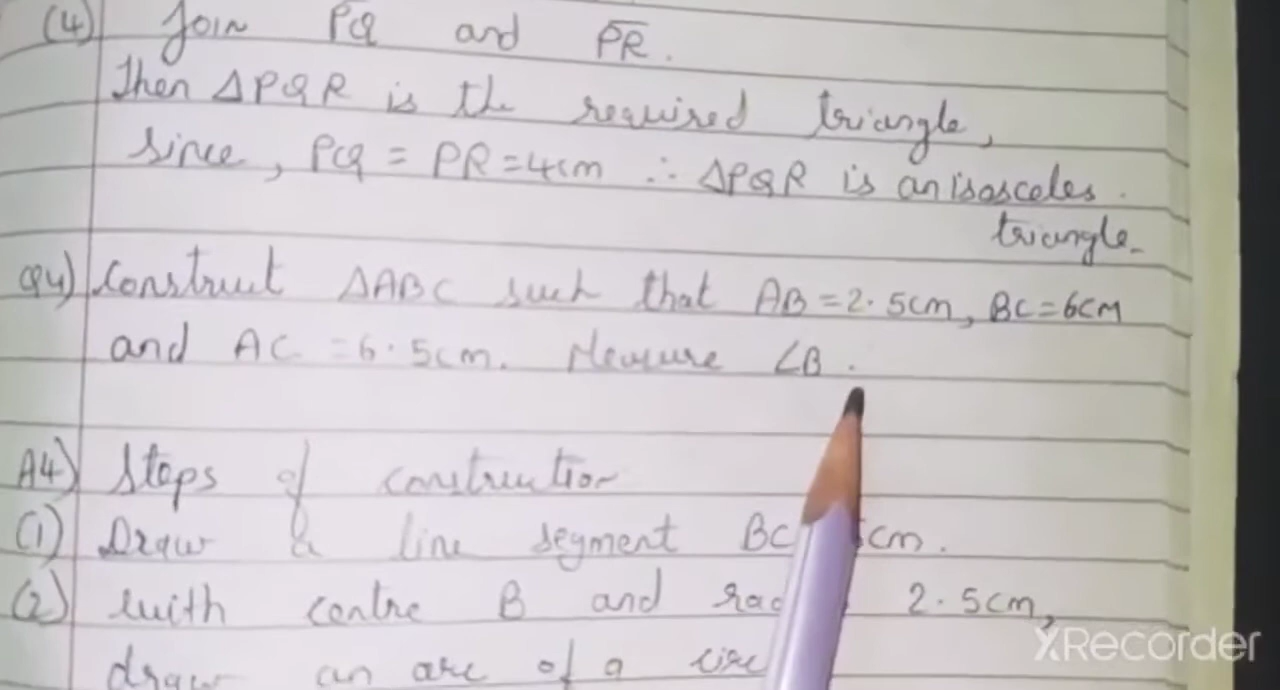 (4) Join PQ and PR.
Then ΔPQR is the required triangle,
since, PQ = PR = 4cm ∴ ΔPQR is an isosceles.
triangle.
Q4) Construct ΔABC such that AB = 2.5cm, BC = 6cm
and AC = 6.5cm. Measure ∠B.
A4) Steps of construction
(1) Draw a line segment BC cm.
(2) with centre B and 2.5cm,
draw an arc of a
XRecorder